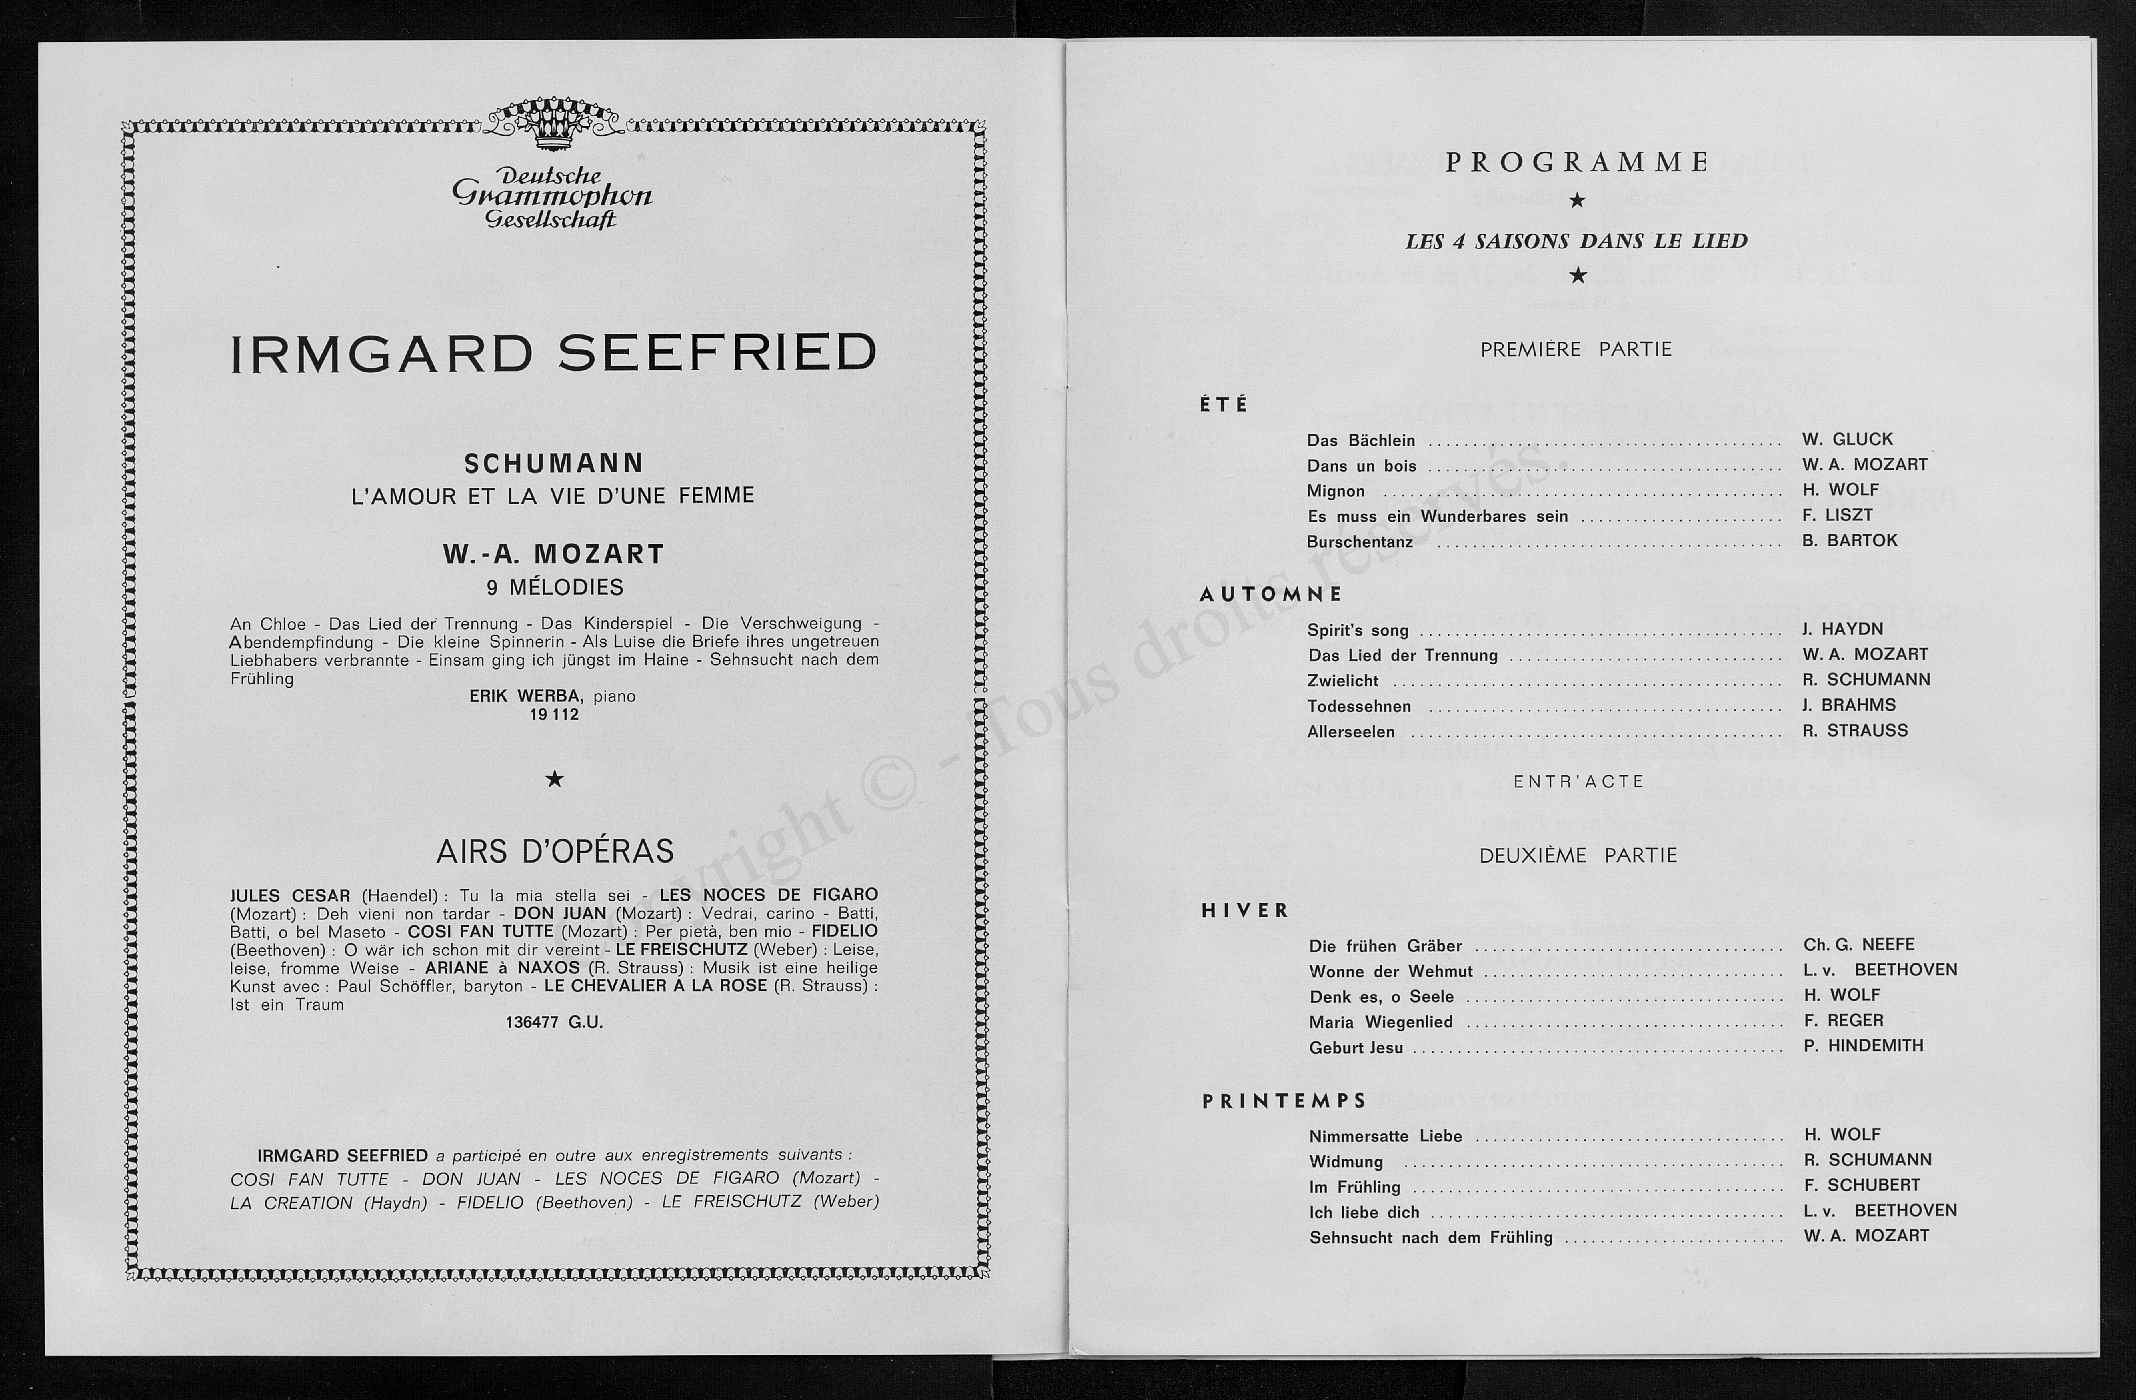 Deutsche
Grammophon
Gesellschaft
IRMGARD SEEFRIED
SCHUMANN
L'AMOUR ET LA VIE D'UNE FEMME
W.-A. MOZART
9 MÉLODIES
An Chloe - Das Lied der Trennung - Das Kinderspiel - Die Verschweigung -
Abendempfindung - Die kleine Spinnerin - Als Luise die Briefe ihres ungetreuen
Liebhabers verbrannte - Einsam ging ich jüngst im Haine - Sehnsucht nach dem
Frühling
ERIK WERBA, piano
19 112
★
AIRS D'OPÉRAS
JULES CESAR (Haendel) : Tu la mia stella sei - LES NOCES DE FIGARO
(Mozart) : Deh vieni non tardar - DON JUAN (Mozart) : Vedrai, carino - Batti,
Batti, o bel Maseto - COSI FAN TUTTE (Mozart) : Per pietà, ben mio - FIDELIO
(Beethoven) : O wär ich schon mit dir vereint - LE FREISCHUTZ (Weber) : Leise,
leise, fromme Weise - ARIANE à NAXOS (R. Strauss) : Musik ist eine heilige
Kunst avec : Paul Schöffler, baryton - LE CHEVALIER A LA ROSE (R. Strauss) :
Ist ein Traum
136477 G.U.
IRMGARD SEEFRIED a participé en outre aux enregistrements suivants :
COSI FAN TUTTE - DON JUAN - LES NOCES DE FIGARO (Mozart) -
LA CREATION (Haydn) - FIDELIO (Beethoven) - LE FREISCHUTZ (Weber)
PROGRAMME
★
LES 4 SAISONS DANS LE LIED
★
PREMIÈRE PARTIE
ÉTÉ
Das Bächlein ........ W. GLUCK
Dans un bois ........ W. A. MOZART
Mignon ........ H. WOLF
Es muss ein Wunderbares sein ........ F. LISZT
Burschentanz ........ B. BARTOK
AUTOMNE
Spirit's song ........ J. HAYDN
Das Lied der Trennung ........ W. A. MOZART
Zwielicht ........ R. SCHUMANN
Todessehnen ........ J. BRAHMS
Allerseelen ........ R. STRAUSS
ENTR'ACTE
DEUXIÈME PARTIE
HIVER
Die frühen Gräber ........ Ch. G. NEEFE
Wonne der Wehmut ........ L. v. BEETHOVEN
Denk es, o Seele ........ H. WOLF
Maria Wiegenlied ........ F. REGER
Geburt Jesu ........ P. HINDEMITH
PRINTEMPS
Nimmersatte Liebe ........ H. WOLF
Widmung ........ R. SCHUMANN
Im Frühling ........ F. SCHUBERT
Ich liebe dich ........ L. v. BEETHOVEN
Sehnsucht nach dem Frühling ........ W. A. MOZART
Copyright © - Tous droits réservés.